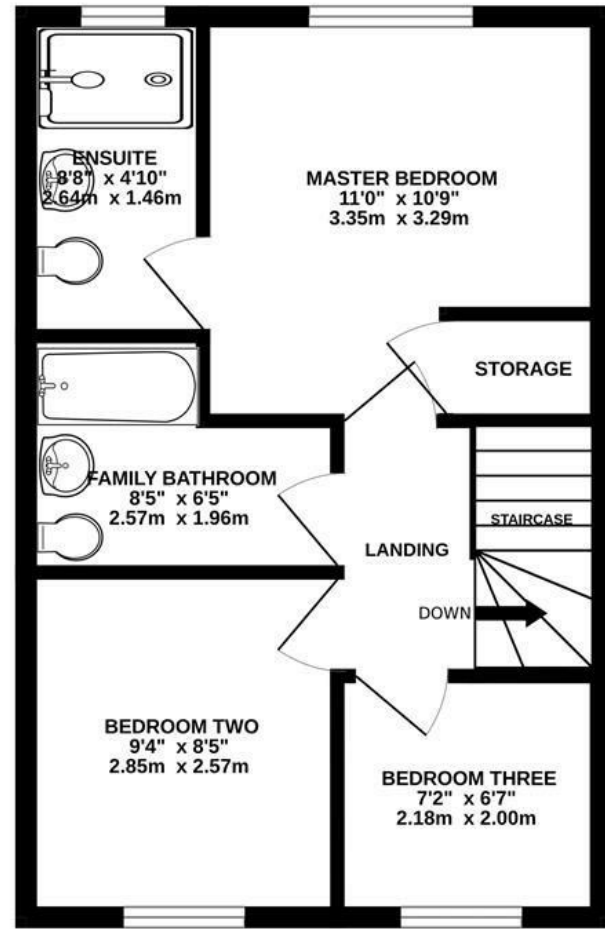 ENSUITE
8'8" x 4'10"
2.64m x 1.46m
MASTER BEDROOM
11'0" x 10'9"
3.35m x 3.29m
STORAGE
FAMILY BATHROOM
8'5" x 6'5"
2.57m x 1.96m
STAIRCASE
LANDING
DOWN
BEDROOM TWO
9'4" x 8'5"
2.85m x 2.57m
BEDROOM THREE
7'2" x 6'7"
2.18m x 2.00m